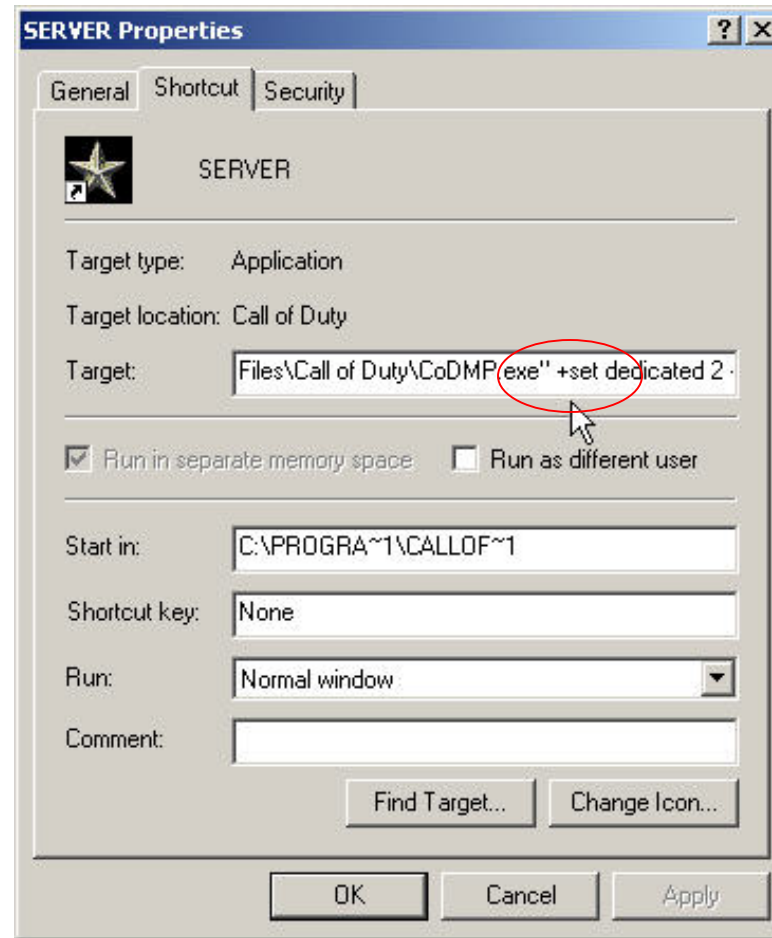 SERVER Properties
General Shortcut Security
SERVER
Target type: Application
Target location: Call of Duty
Target: Files\Call of Duty\CoDMP.exe" +set dedicated 2
Run in separate memory space Run as different user
Start in: C:\PROGRA~1\CALLOF~1
Shortcut key: None
Run: Normal window
Comment:
Find Target... Change Icon...
OK Cancel Apply